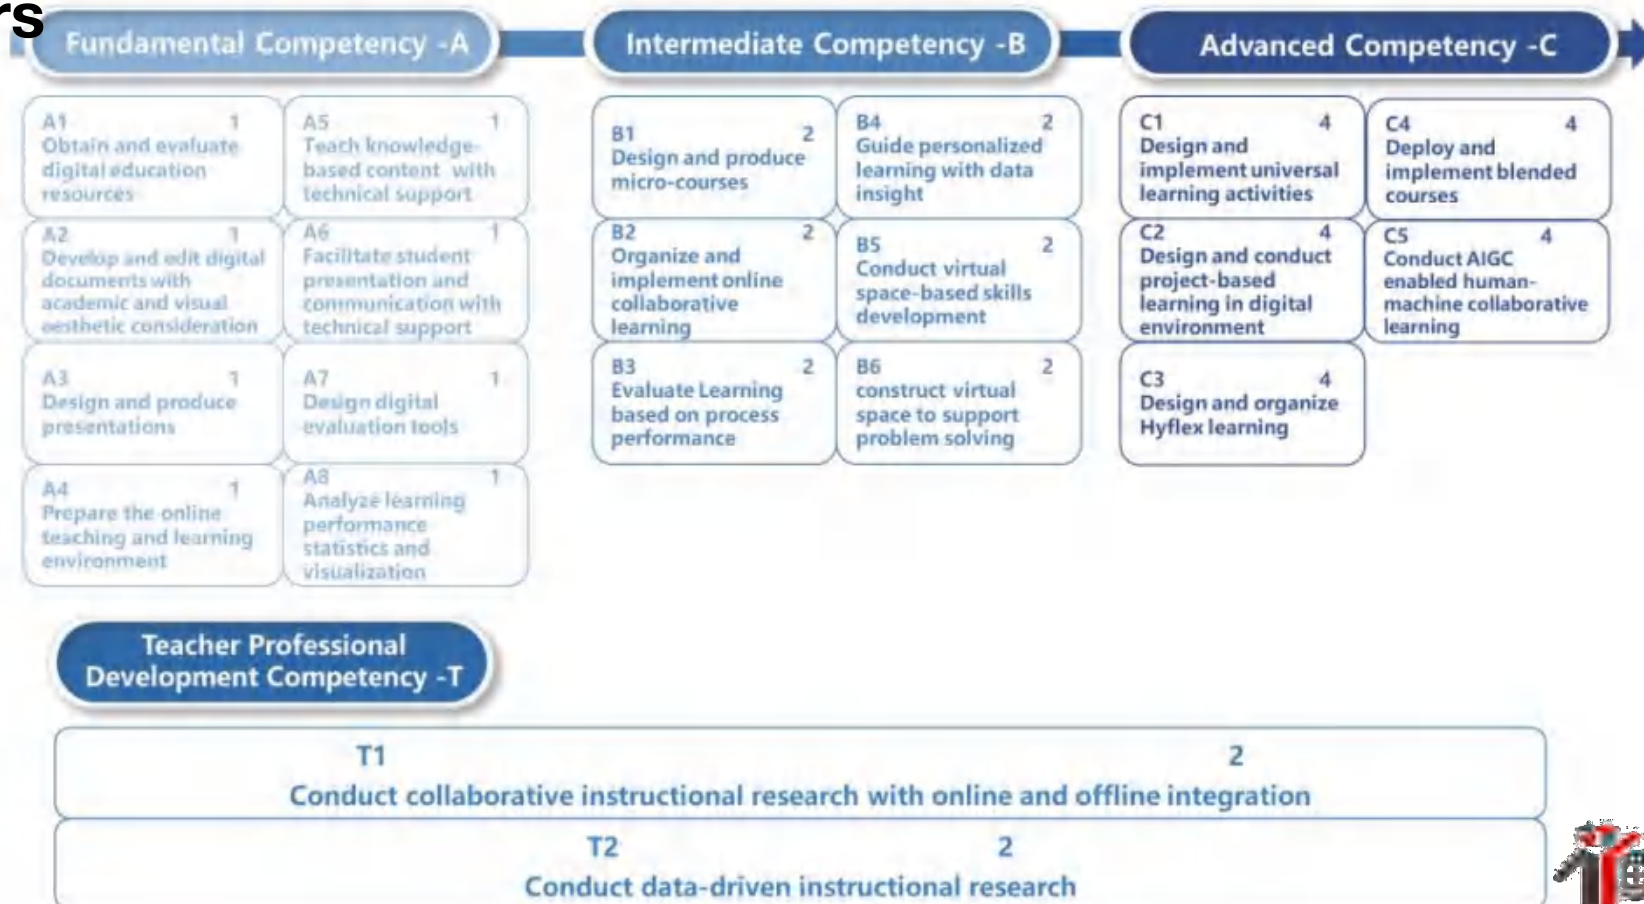 rs
Fundamental Competency -A
A1 1
Obtain and evaluate
digital education
resources
A5 1
Teach knowledge-
based content with
technical support
A2 1
Develop and edit digital
documents with
academic and visual
aesthetic consideration
A6 1
Facilitate student
presentation and
communication with
technical support
A3 1
Design and produce
presentations
A7 1
Design digital
evaluation tools
A4 1
Prepare the online
teaching and learning
environment
A8 1
Analyze learning
performance
statistics and
visualization
Intermediate Competency -B
B1 2
Design and produce
micro-courses
B4 2
Guide personalized
learning with data
insight
B2 2
Organize and
implement online
collaborative
learning
B5 2
Conduct virtual
space-based skills
development
B3 2
Evaluate Learning
based on process
performance
B6 2
construct virtual
space to support
problem solving
Advanced Competency -C
C1 4
Design and
implement universal
learning activities
C4 4
Deploy and
implement blended
courses
C2 4
Design and conduct
project-based
learning in digital
environment
C5 4
Conduct AIGC
enabled human-
machine collaborative
learning
C3 4
Design and organize
Hyflex learning
Teacher Professional
Development Competency -T
T1 2
Conduct collaborative instructional research with online and offline integration
T2 2
Conduct data-driven instructional research